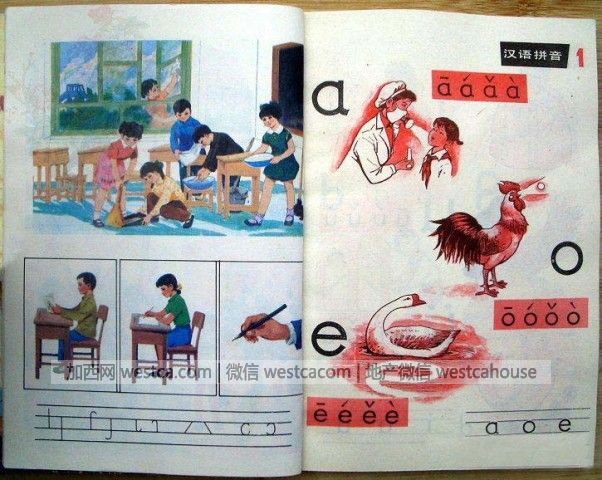 汉语拼音
1
a
ā á ǎ à
o
ō ó ǒ ò
e
加西网 westca.com | 微信 westcacom | 地产微信 westcahouse
ē é ě è
a o e